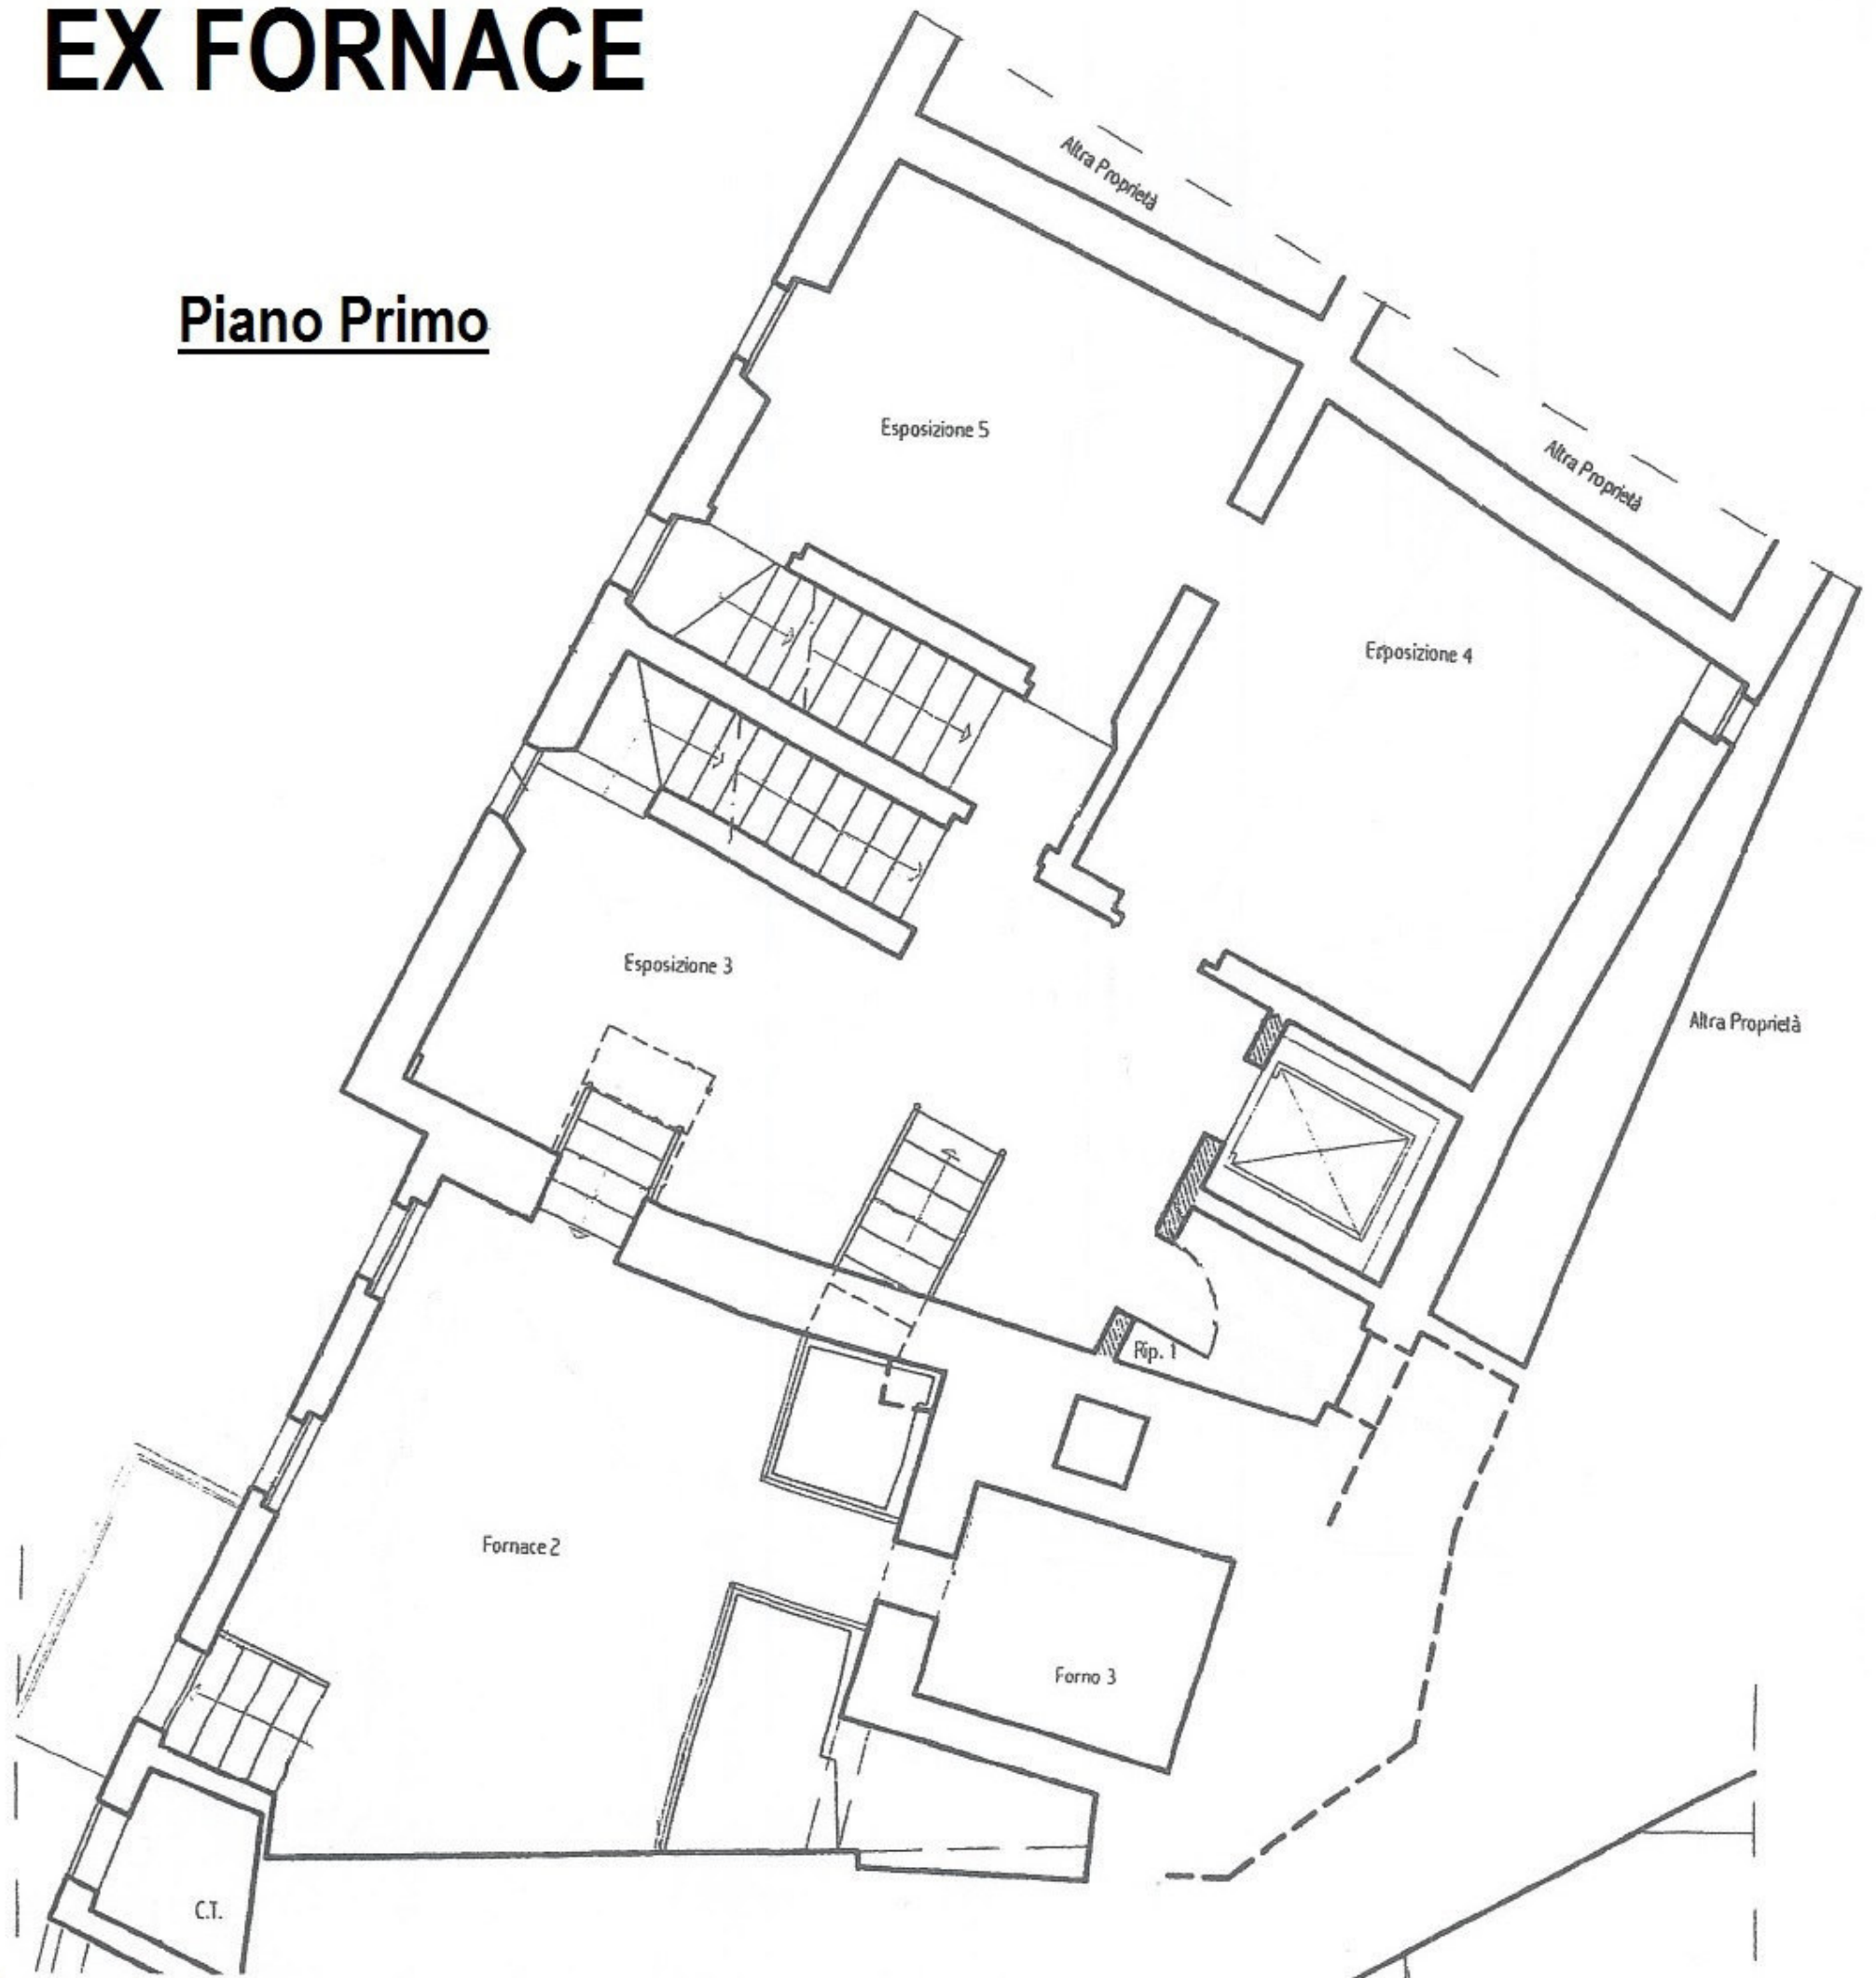 EX FORNACE
Piano Primo
Altra Proprietà
Esposizione 5
Altra Proprietà
Esposizione 4
Esposizione 3
Altra Proprietà
Rip. 1
Fornace 2
Forno 3
C.T.